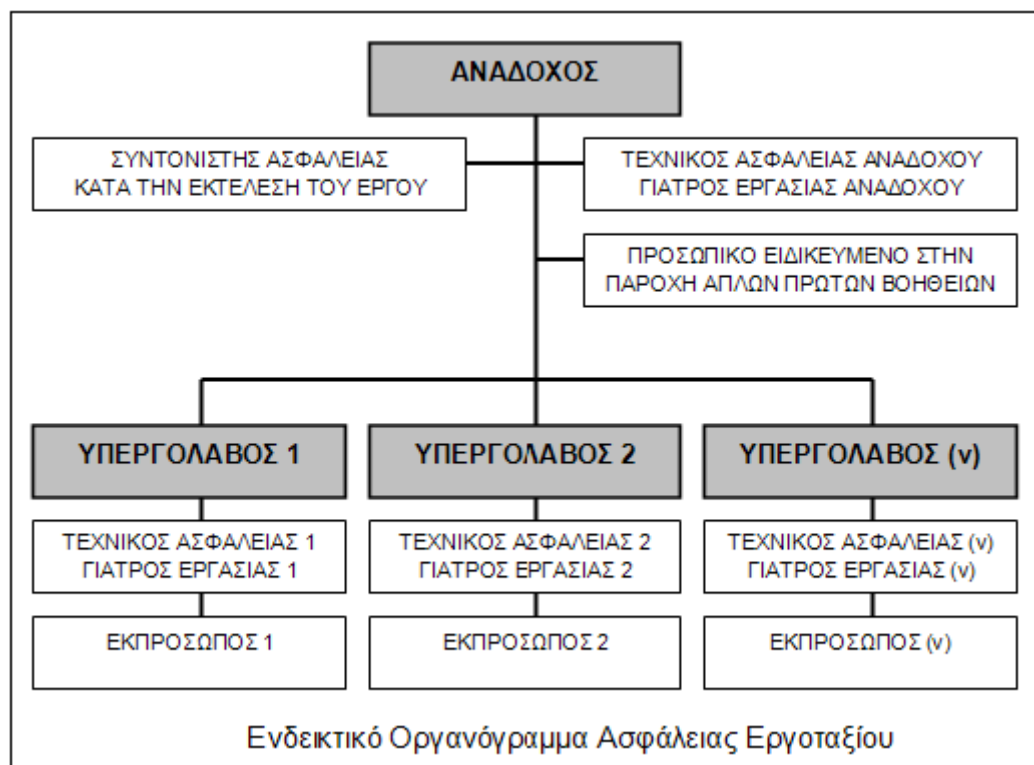 ΑΝΑΔΟΧΟΣ
ΣΥΝΤΟΝΙΣΤΗΣ ΑΣΦΑΛΕΙΑΣ
ΚΑΤΑ ΤΗΝ ΕΚΤΕΛΕΣΗ ΤΟΥ ΕΡΓΟΥ
ΤΕΧΝΙΚΟΣ ΑΣΦΑΛΕΙΑΣ ΑΝΑΔΟΧΟΥ
ΓΙΑΤΡΟΣ ΕΡΓΑΣΙΑΣ ΑΝΑΔΟΧΟΥ
ΠΡΟΣΩΠΙΚΟ ΕΙΔΙΚΕΥΜΕΝΟ ΣΤΗΝ
ΠΑΡΟΧΗ ΑΠΛΩΝ ΠΡΩΤΩΝ ΒΟΗΘΕΙΩΝ
ΥΠΕΡΓΟΛΑΒΟΣ 1
ΤΕΧΝΙΚΟΣ ΑΣΦΑΛΕΙΑΣ 1
ΓΙΑΤΡΟΣ ΕΡΓΑΣΙΑΣ 1
ΕΚΠΡΟΣΩΠΟΣ 1
ΥΠΕΡΓΟΛΑΒΟΣ 2
ΤΕΧΝΙΚΟΣ ΑΣΦΑΛΕΙΑΣ 2
ΓΙΑΤΡΟΣ ΕΡΓΑΣΙΑΣ 2
ΕΚΠΡΟΣΩΠΟΣ 2
ΥΠΕΡΓΟΛΑΒΟΣ (ν)
ΤΕΧΝΙΚΟΣ ΑΣΦΑΛΕΙΑΣ (ν)
ΓΙΑΤΡΟΣ ΕΡΓΑΣΙΑΣ (ν)
ΕΚΠΡΟΣΩΠΟΣ (ν)
Ενδεικτικό Οργανόγραμμα Ασφάλειας Εργοταξίου